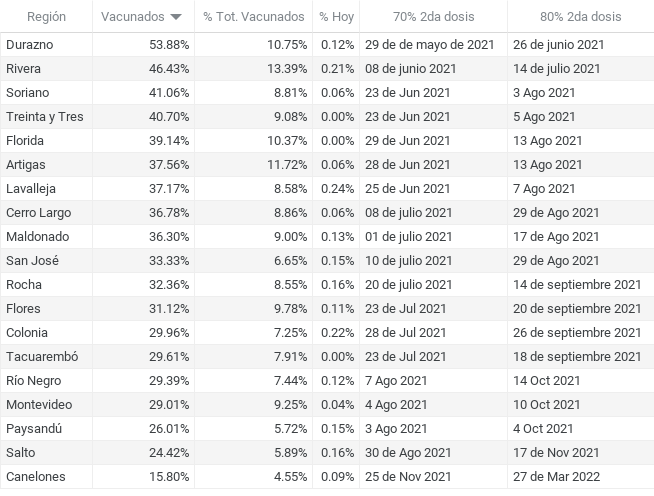 Región Vacunados % Tot. Vacunados % Hoy 70% 2da dosis 80% 2da dosis
Durazno 53.88% 10.75% 0.12% 29 de de mayo de 2021 26 de junio 2021
Rivera 46.43% 13.39% 0.21% 08 de junio 2021 14 de julio 2021
Soriano 41.06% 8.81% 0.06% 23 de Jun 2021 3 Ago 2021
Treinta y Tres 40.70% 9.08% 0.00% 23 de Jun 2021 5 Ago 2021
Florida 39.14% 10.37% 0.00% 29 de Jun 2021 13 Ago 2021
Artigas 37.56% 11.72% 0.06% 28 de Jun 2021 13 Ago 2021
Lavalleja 37.17% 8.58% 0.24% 25 de Jun 2021 7 Ago 2021
Cerro Largo 36.78% 8.86% 0.06% 08 de julio 2021 29 de Ago 2021
Maldonado 36.30% 9.00% 0.13% 01 de julio 2021 17 de Ago 2021
San José 33.33% 6.65% 0.15% 10 de julio 2021 29 de Ago 2021
Rocha 32.36% 8.55% 0.16% 20 de julio 2021 14 de septiembre 2021
Flores 31.12% 9.78% 0.11% 23 de Jul 2021 20 de septiembre 2021
Colonia 29.96% 7.25% 0.22% 28 de Jul 2021 26 de septiembre 2021
Tacuarembó 29.61% 7.91% 0.00% 23 de Jul 2021 18 de septiembre 2021
Río Negro 29.39% 7.44% 0.12% 7 Ago 2021 14 Oct 2021
Montevideo 29.01% 9.25% 0.04% 4 Ago 2021 10 Oct 2021
Paysandú 26.01% 5.72% 0.15% 3 Ago 2021 4 Oct 2021
Salto 24.42% 5.89% 0.16% 30 de Ago 2021 17 de Nov 2021
Canelones 15.80% 4.55% 0.09% 25 de Nov 2021 27 de Mar 2022